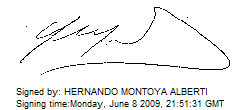 Signed by: HERNANDO MONTOYA ALBERTI
Signing time:Monday, June 8 2009, 21:51:31 GMT